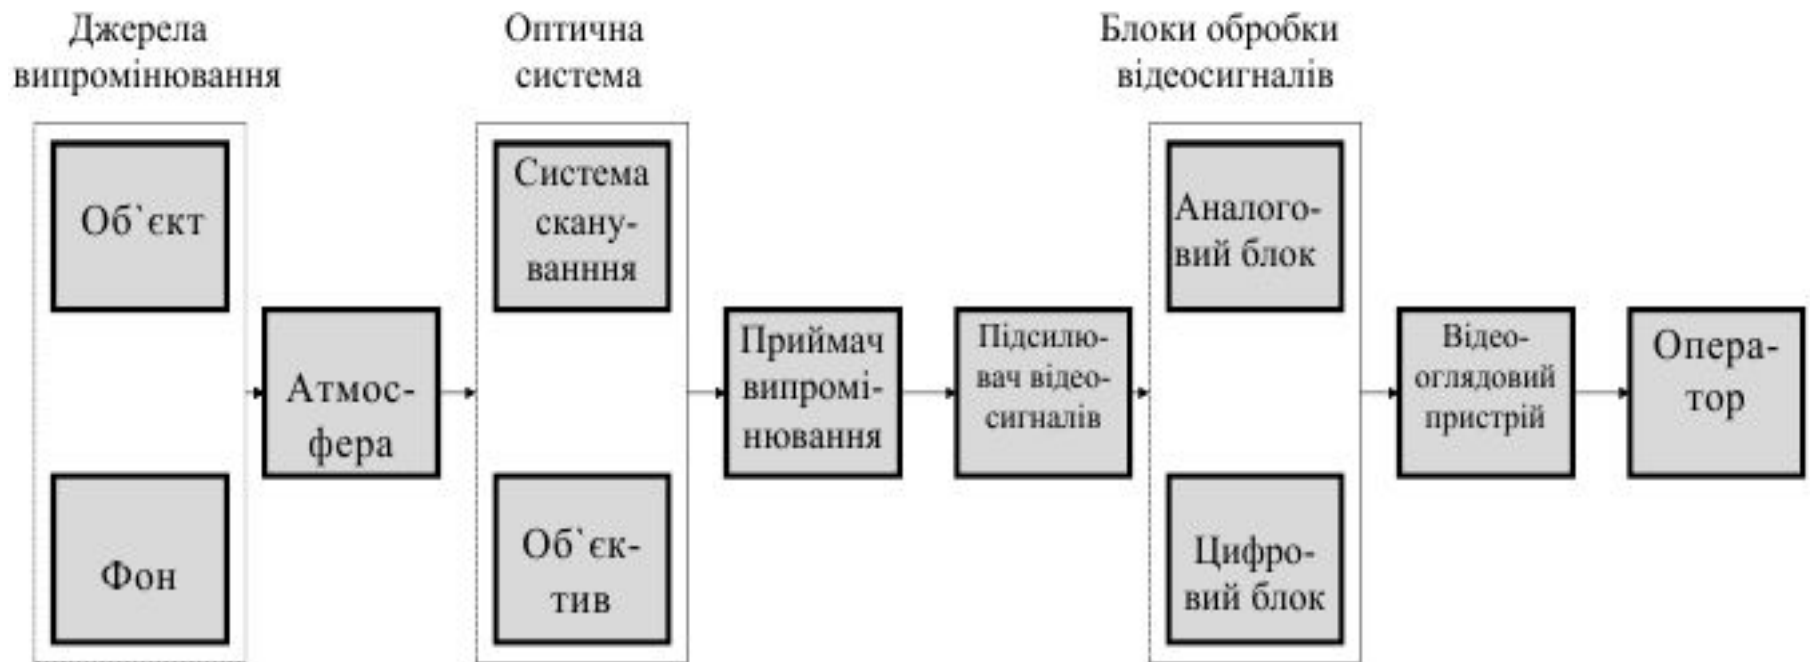 Джерела
випромінювання
Оптична
система
Блоки обробки
відеосигналів
Об`єкт
Фон
Атмос-
фера
Система
скану-
ванння
Об`єк-
тив
Приймач
випромі-
нювання
Підсилю-
вач відео-
сигналів
Аналого-
вий блок
Цифро-
вий блок
Відео-
оглядовий
пристрій
Опера-
тор